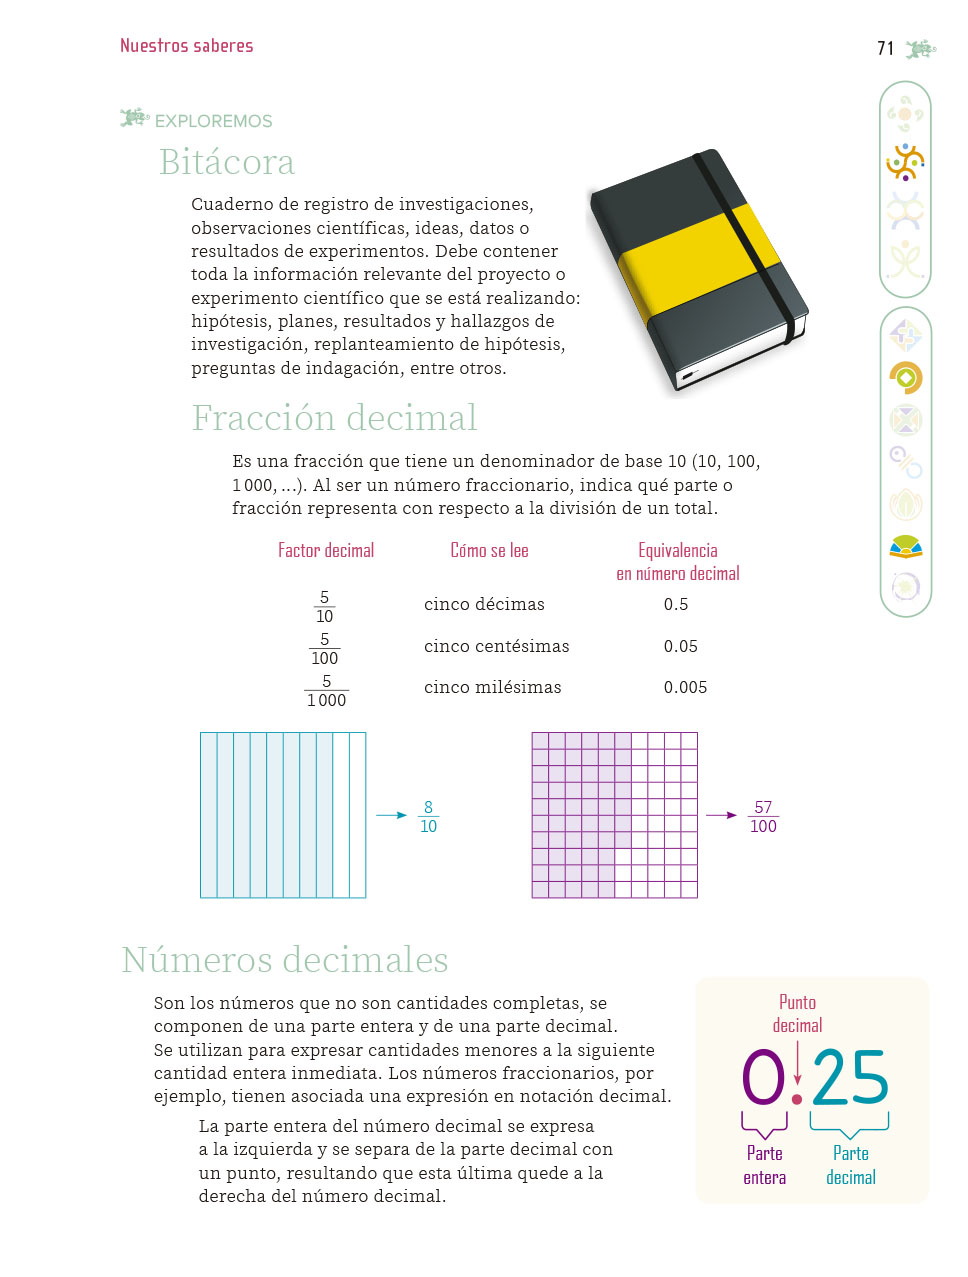 Nuestros saberes
71
EXPLOREMOS
Bitácora
Cuaderno de registro de investigaciones,
observaciones científicas, ideas, datos o
resultados de experimentos. Debe contener
toda la información relevante del proyecto o
experimento científico que se está realizando:
hipótesis, planes, resultados y hallazgos de
investigación, replanteamiento de hipótesis,
preguntas de indagación, entre otros.
Fracción decimal
Es una fracción que tiene un denominador de base 10 (10, 100,
1 000, ...). Al ser un número fraccionario, indica qué parte o
fracción representa con respecto a la división de un total.
Factor decimal
Cómo se lee
Equivalencia
en número decimal
5
10
cinco décimas
0.5
5
100
cinco centésimas
0.05
5
1 000
cinco milésimas
0.005
8
10
57
100
Números decimales
Son los números que no son cantidades completas, se
componen de una parte entera y de una parte decimal.
Se utilizan para expresar cantidades menores a la siguiente
cantidad entera inmediata. Los números fraccionarios, por
ejemplo, tienen asociada una expresión en notación decimal.
La parte entera del número decimal se expresa
a la izquierda y se separa de la parte decimal con
un punto, resultando que esta última quede a la
derecha del número decimal.
Punto
decimal
0.25
Parte
entera
Parte
decimal